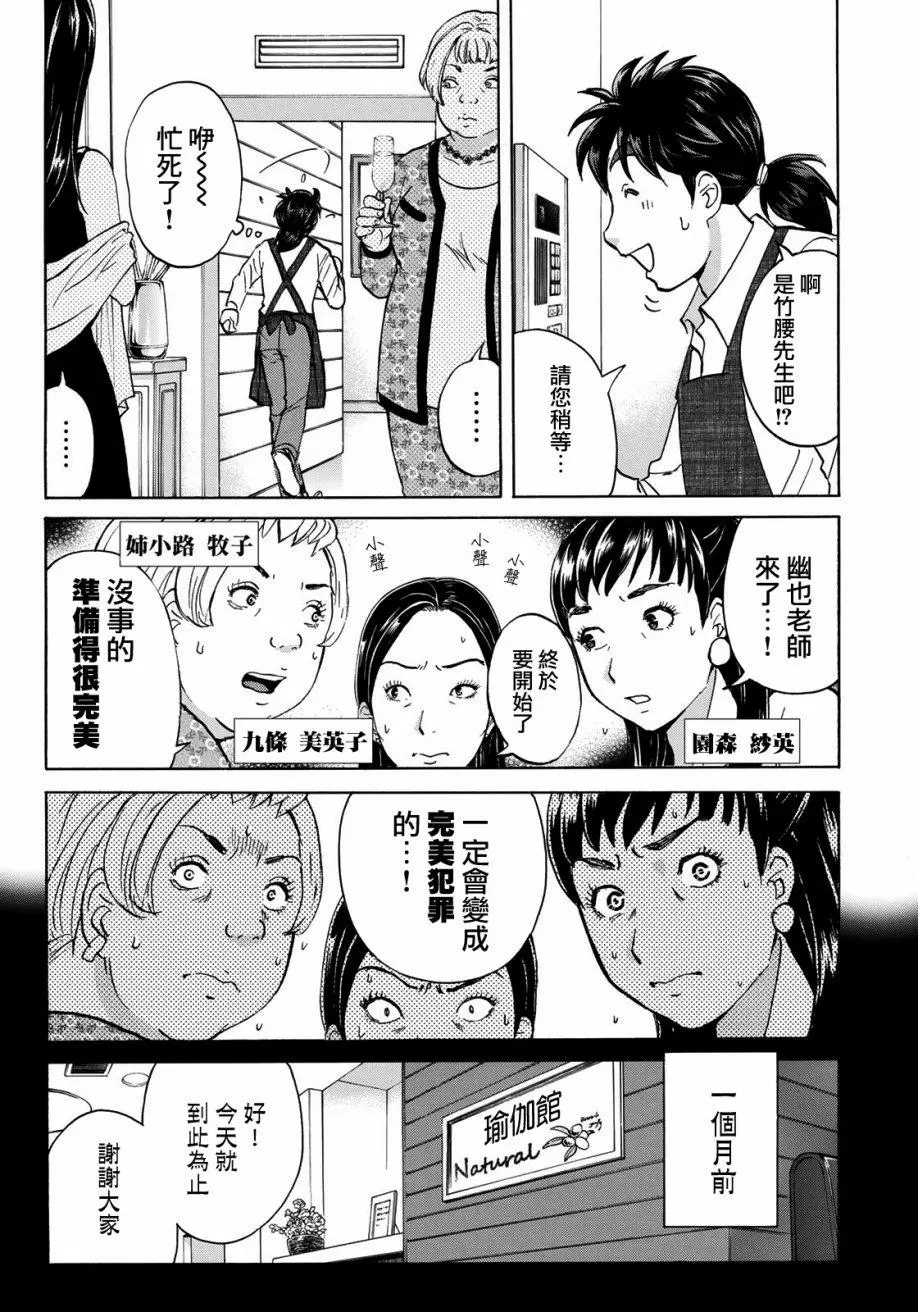 啊
是竹腰先生吧!?
請您稍等…
咿~~~
忙死了！
……
……
幽也老師
來了…！
小聲
小聲
小聲
終於
要開始了
沒事的
準備得很完美
姉小路 牧子
九條 美英子
園森 紗英
一定會變成
完美犯罪
的…！
一個月前
瑜伽館
Natural
好！
今天就
到此為止
謝謝大家